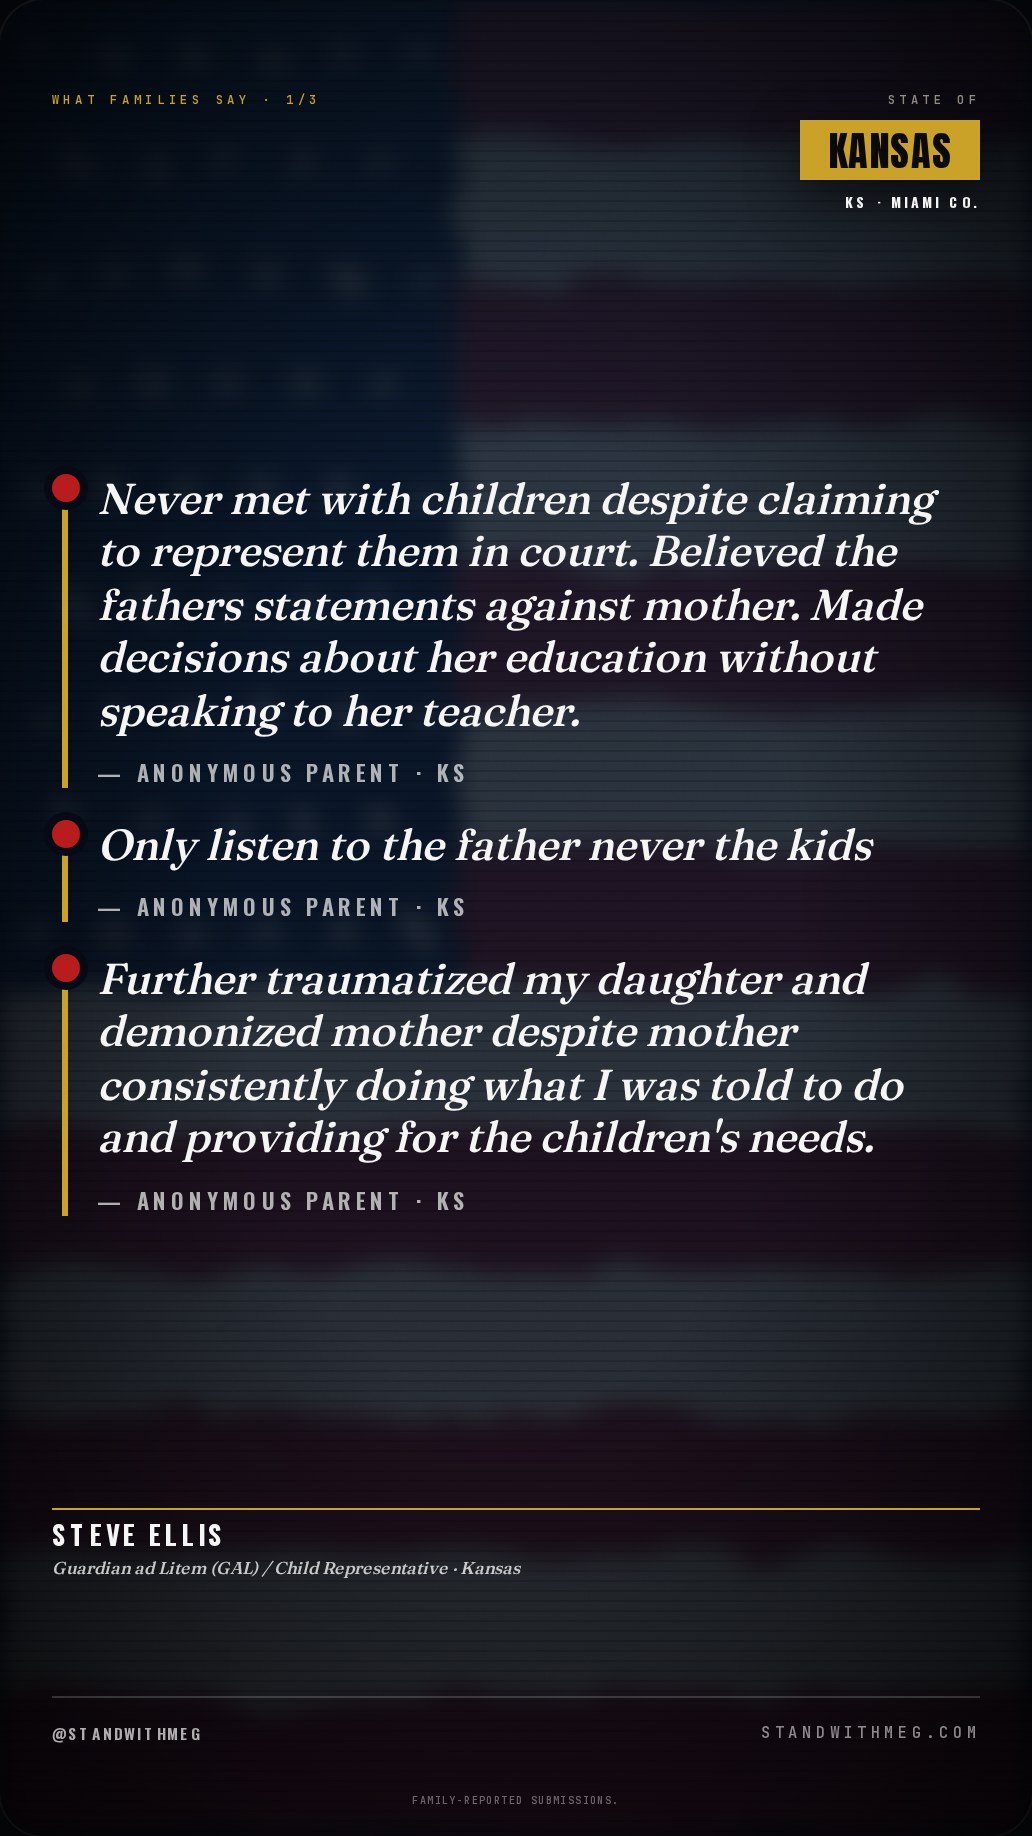 WHAT FAMILIES SAY · 1/3
STATE OF
KANSAS
KS · MIAMI CO.
Never met with children despite claiming
to represent them in court. Believed the
fathers statements against mother. Made
decisions about her education without
speaking to her teacher.
— ANONYMOUS PARENT · KS
Only listen to the father never the kids
— ANONYMOUS PARENT · KS
Further traumatized my daughter and
demonized mother despite mother
consistently doing what I was told to do
and providing for the children's needs.
— ANONYMOUS PARENT · KS
STEVE ELLIS
Guardian ad Litem (GAL) / Child Representative · Kansas
@STANDWITHMEG
STANDWITHMEG.COM
FAMILY-REPORTED SUBMISSIONS.